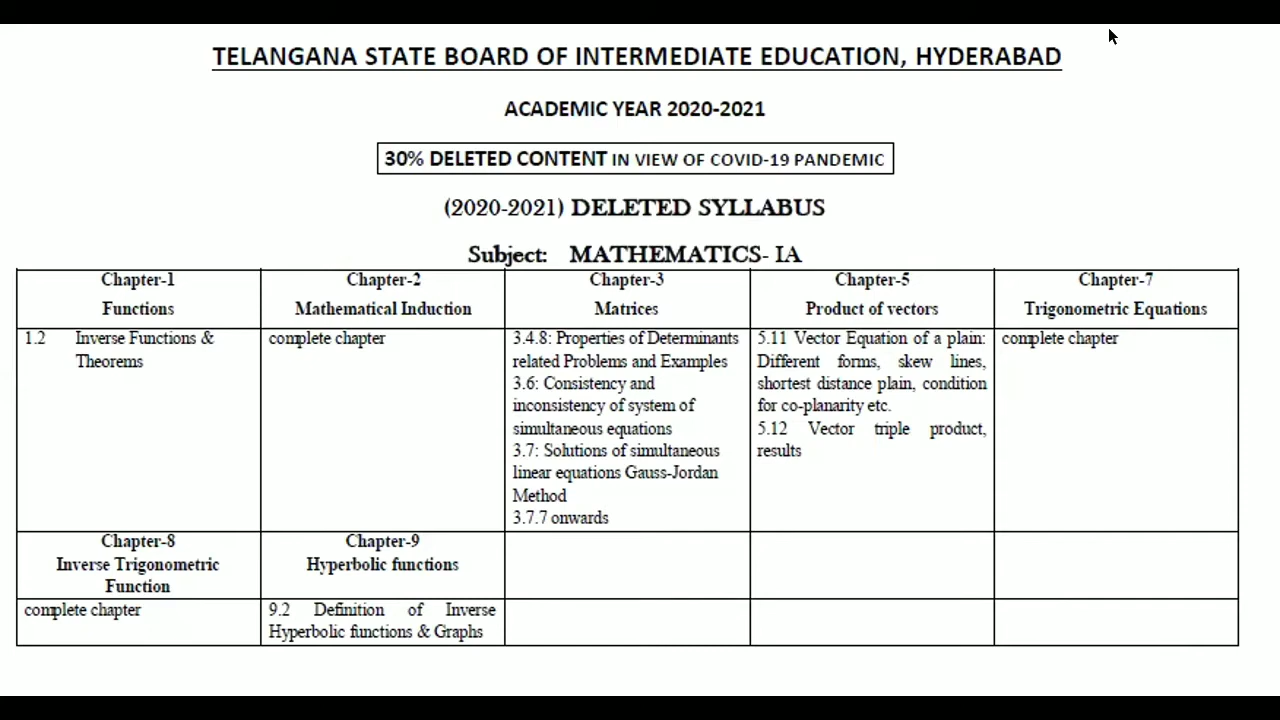 TELANGANA STATE BOARD OF INTERMEDIATE EDUCATION, HYDERABAD
ACADEMIC YEAR 2020-2021
30% DELETED CONTENT IN VIEW OF COVID-19 PANDEMIC
(2020-2021) DELETED SYLLABUS
Subject: MATHEMATICS- IA
Chapter-1
Functions
Chapter-2
Mathematical Induction
Chapter-3
Matrices
Chapter-5
Product of vectors
Chapter-7
Trigonometric Equations
1.2 Inverse Functions &
Theorems
complete chapter
3.4.8: Properties of Determinants
related Problems and Examples
3.6: Consistency and
inconsistency of system of
simultaneous equations
3.7: Solutions of simultaneous
linear equations Gauss-Jordan
Method
3.7.7 onwards
5.11 Vector Equation of a plain:
Different forms, skew lines,
shortest distance plain, condition
for co-planarity etc.
5.12 Vector triple product,
results
complete chapter
Chapter-8
Inverse Trigonometric
Function
Chapter-9
Hyperbolic functions
complete chapter
9.2 Definition of Inverse
Hyperbolic functions & Graphs